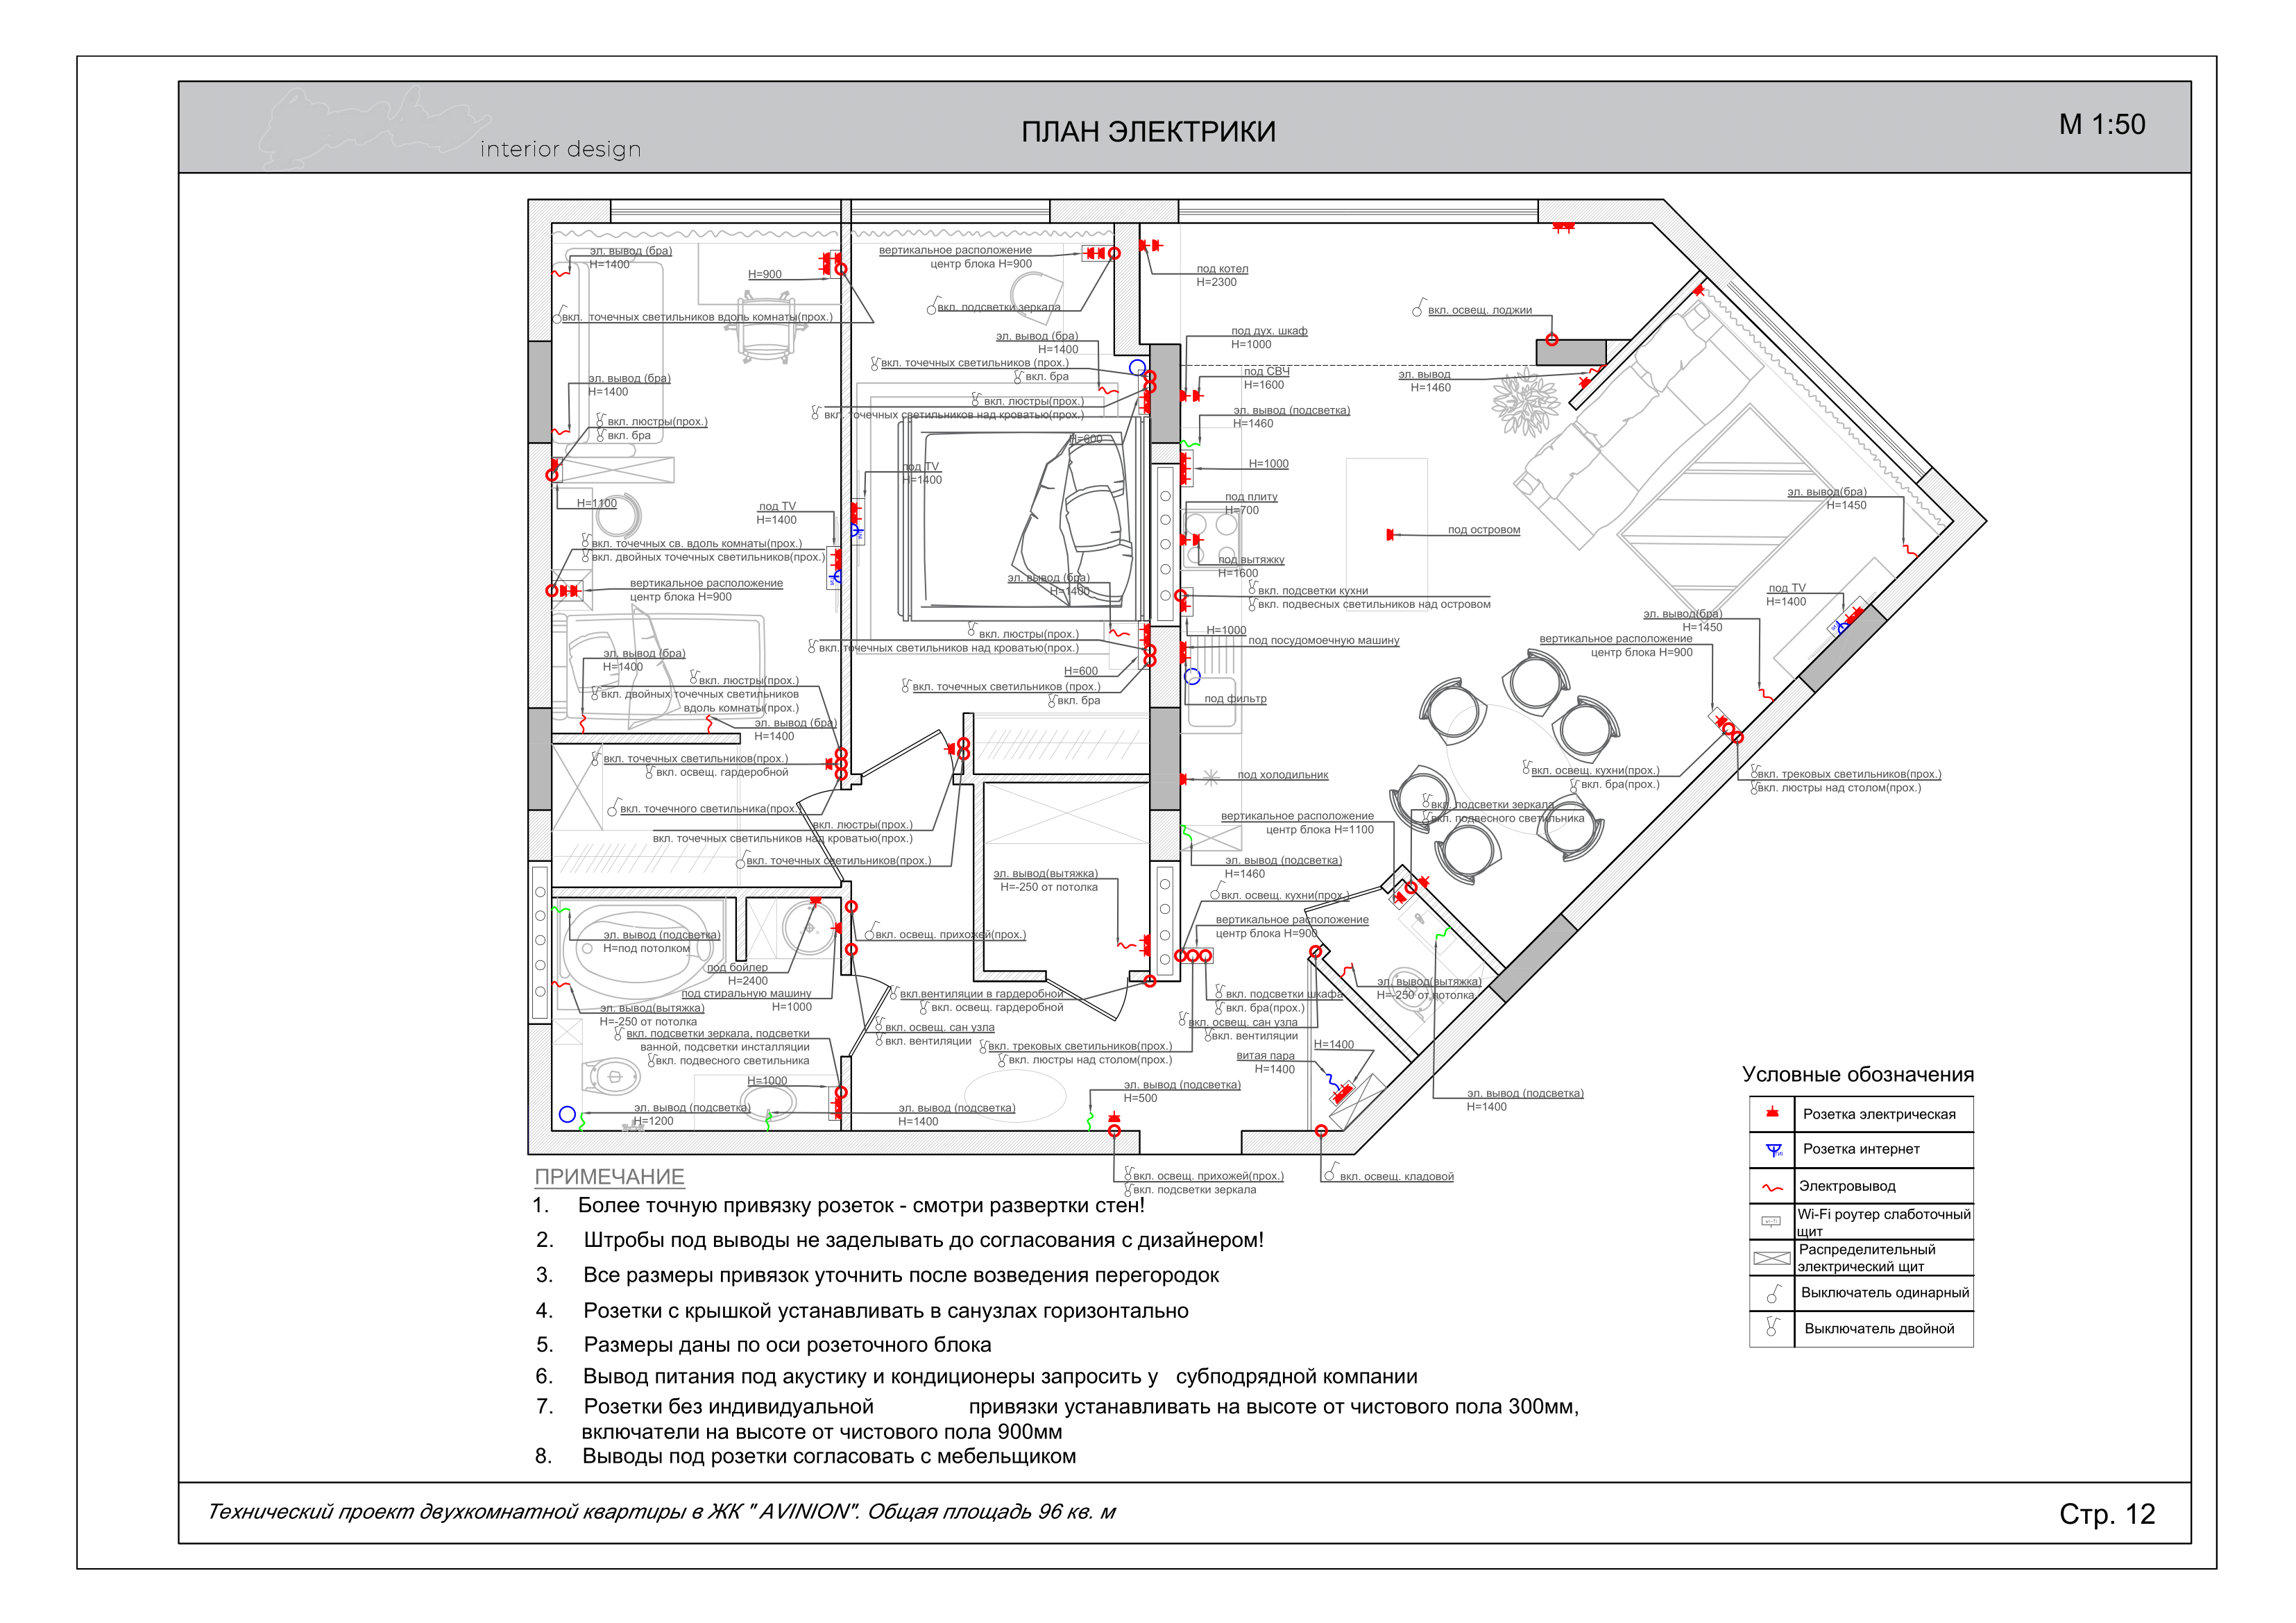 interior design
ПЛАН ЭЛЕКТРИКИ
М 1:50
эл. вывод (бра)
H=1400
H=900
вкл. точечных светильников вдоль комнаты(прох.)
вертикальное расположение
центр блока H=900
вкл. подсветки зеркала
под котел
H=2300
вкл. освещ. лоджии
эл. вывод (бра)
H=1400
вкл. точечных светильников (прох.)
вкл. бра
вкл. люстры(прох.)
вкл. точечных светильников над кроватью(прох.)
H=600
под дух. шкаф
H=1000
под СВЧ
H=1600
эл. вывод
H=1460
эл. вывод (подсветка)
H=1460
эл. вывод (бра)
H=1400
вкл. люстры(прох.)
вкл. бра
H=1100
под TV
H=1400
под TV
H=1400
H=1000
под плиту
H=700
под островом
под вытяжку
H=1600
эл. вывод(бра)
H=1450
вкл. точечных св. вдоль комнаты(прох.)
вкл. двойных точечных светильников(прох.)
вертикальное расположение
центр блока H=900
эл. вывод (бра)
H=1400
вкл. подсветки кухни
вкл. подвесных светильников над островом
H=1000
под посудомоечную машину
под TV
H=1400
эл. вывод(бра)
H=1450
вертикальное расположение
центр блока H=900
вкл. люстры(прох.)
вкл. точечных светильников над кроватью(прох.)
H=600
вкл. точечных светильников (прох.)
вкл. бра
под фильтр
эл. вывод (бра)
H=1400
вкл. люстры(прох.)
вкл. двойных точечных светильников
вдоль комнаты(прох.)
эл. вывод (бра)
H=1400
вкл. точечных светильников(прох.)
вкл. освещ. гардеробной
вкл. точечного светильника(прох.)
вкл. люстры(прох.)
вкл. точечных светильников над кроватью(прох.)
вкл. точечных светильников(прох.)
под холодильник
вкл. освещ. кухни(прох.)
вкл. бра(прох.)
вкл. трековых светильников(прох.)
вкл. люстры над столом(прох.)
вкл. подсветки зеркала
вкл. подвесного светильника
вертикальное расположение
центр блока H=1100
эл. вывод (подсветка)
H=1460
эл. вывод(вытяжка)
H=-250 от потолка
вкл. освещ. кухни(прох.)
вертикальное расположение
центр блока H=900
эл. вывод (подсветка)
H=под потолком
вкл. освещ. прихожей(прох.)
под бойлер
H=2400
под стиральную машину
H=1000
эл. вывод(вытяжка)
H=-250 от потолка
вкл.вентиляции в гардеробной
вкл. освещ. гардеробной
вкл. подсветки шкафа
вкл. бра(прох.)
эл. вывод(вытяжка)
H=-250 от потолка
вкл. освещ. сан узла
вкл. вентиляции
вкл. освещ. сан узла
вкл. вентиляции
вкл. подсветки зеркала, подсветки
ванной, подсветки инсталляции
вкл. подвесного светильника
вкл. трековых светильников(прох.)
вкл. люстры над столом(прох.)
витая пара
H=1400
H=1400
H=1000
эл. вывод (подсветка)
H=1200
эл. вывод (подсветка)
H=1400
эл. вывод (подсветка)
H=500
эл. вывод (подсветка)
H=1400
вкл. освещ. прихожей(прох.)
вкл. подсветки зеркала
вкл. освещ. кладовой
Условные обозначения
Розетка электрическая
Розетка интернет
Электровывод
wi-fi
Wi-Fi роутер слаботочный
щит
Распределительный
электрический щит
Выключатель одинарный
Выключатель двойной
ПРИМЕЧАНИЕ
1. Более точную привязку розеток - смотри развертки стен!
2. Штробы под выводы не заделывать до согласования с дизайнером!
3. Все размеры привязок уточнить после возведения перегородок
4. Розетки с крышкой устанавливать в санузлах горизонтально
5. Размеры даны по оси розеточного блока
6. Вывод питания под акустику и кондиционеры запросить у субподрядной компании
7. Розетки без индивидуальной привязки устанавливать на высоте от чистового пола 300мм,
включатели на высоте от чистового пола 900мм
8. Выводы под розетки согласовать с мебельщиком
Технический проект двухкомнатной квартиры в ЖК " AVINION". Общая площадь 96 кв. м
Стр. 12